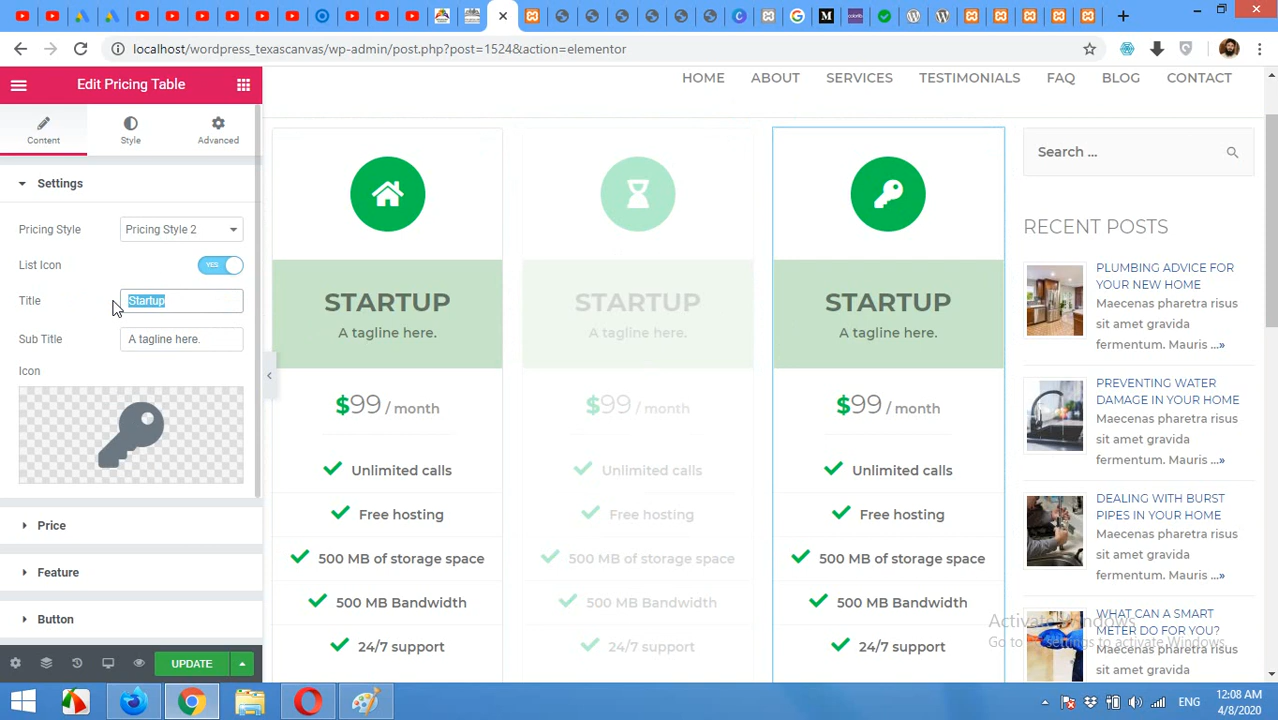 localhost/wordpress_texascanvas/wp-admin/post.php?post=1524&action=elementor
Edit Pricing Table
Content
Style
Advanced
Settings
Pricing Style
Pricing Style 2
List Icon
YES
Title
Startup
Sub Title
A tagline here.
Icon
Price
Feature
Button
UPDATE
HOME ABOUT SERVICES TESTIMONIALS FAQ BLOG CONTACT
STARTUP
A tagline here.
$99 / month
Unlimited calls
Free hosting
500 MB of storage space
500 MB Bandwidth
24/7 support
STARTUP
A tagline here.
$99 / month
Unlimited calls
Free hosting
500 MB of storage space
500 MB Bandwidth
24/7 support
STARTUP
A tagline here.
$99 / month
Unlimited calls
Free hosting
500 MB of storage space
500 MB Bandwidth
24/7 support
Search ...
RECENT POSTS
PLUMBING ADVICE FOR
YOUR NEW HOME
Maecenas pharetra risus
sit amet gravida
fermentum. Mauris ...»
PREVENTING WATER
DAMAGE IN YOUR HOME
Maecenas pharetra risus
sit amet gravida
fermentum. Mauris ...»
DEALING WITH BURST
PIPES IN YOUR HOME
Maecenas pharetra risus
sit amet gravida
fermentum. Mauris ...»
WHAT CAN A SMART
METER DO FOR YOU?
Maecenas pharetra risus
sit amet gravida
Activate Windows
Go to settings to activate Windows.
ENG
12:08 AM
4/8/2020